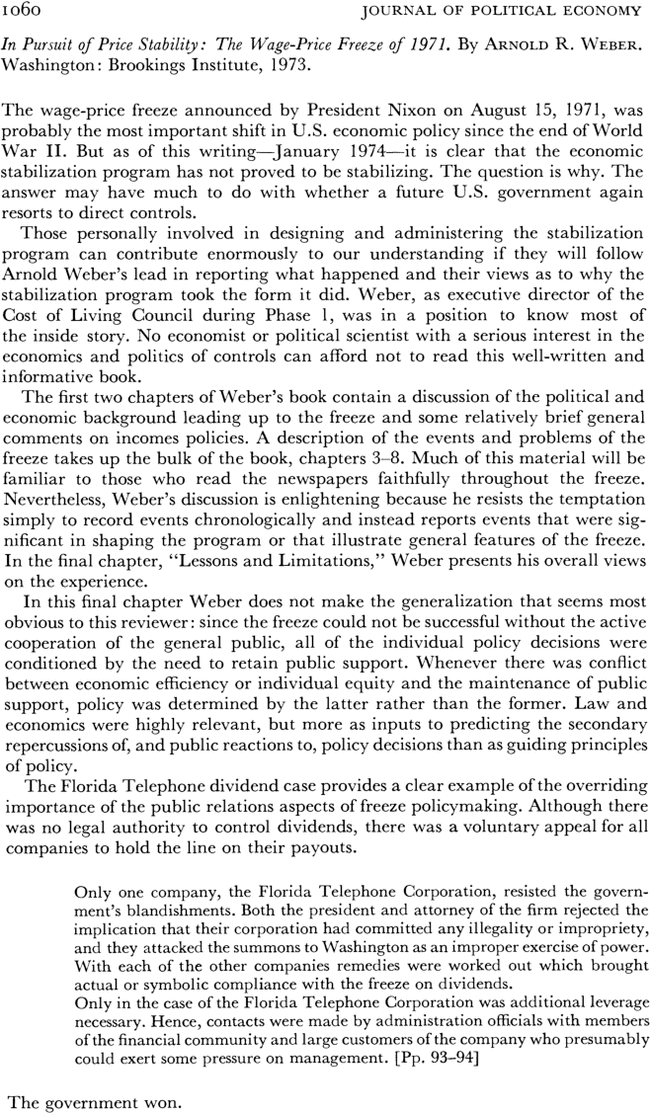 1060 JOURNAL OF POLITICAL ECONOMY
In Pursuit of Price Stability: The Wage-Price Freeze of 1971. By ARNOLD R. WEBER.
Washington: Brookings Institute, 1973.
The wage-price freeze announced by President Nixon on August 15, 1971, was
probably the most important shift in U.S. economic policy since the end of World
War II. But as of this writing—January 1974—it is clear that the economic
stabilization program has not proved to be stabilizing. The question is why. The
answer may have much to do with whether a future U.S. government again
resorts to direct controls.
Those personally involved in designing and administering the stabilization
program can contribute enormously to our understanding if they will follow
Arnold Weber's lead in reporting what happened and their views as to why the
stabilization program took the form it did. Weber, as executive director of the
Cost of Living Council during Phase 1, was in a position to know most of
the inside story. No economist or political scientist with a serious interest in the
economics and politics of controls can afford not to read this well-written and
informative book.
The first two chapters of Weber's book contain a discussion of the political and
economic background leading up to the freeze and some relatively brief general
comments on incomes policies. A description of the events and problems of the
freeze takes up the bulk of the book, chapters 3–8. Much of this material will be
familiar to those who read the newspapers faithfully throughout the freeze.
Nevertheless, Weber's discussion is enlightening because he resists the temptation
simply to record events chronologically and instead reports events that were sig-
nificant in shaping the program or that illustrate general features of the freeze.
In the final chapter, "Lessons and Limitations," Weber presents his overall views
on the experience.
In this final chapter Weber does not make the generalization that seems most
obvious to this reviewer: since the freeze could not be successful without the active
cooperation of the general public, all of the individual policy decisions were
conditioned by the need to retain public support. Whenever there was conflict
between economic efficiency or individual equity and the maintenance of public
support, policy was determined by the latter rather than the former. Law and
economics were highly relevant, but more as inputs to predicting the secondary
repercussions of, and public reactions to, policy decisions than as guiding principles
of policy.
The Florida Telephone dividend case provides a clear example of the overriding
importance of the public relations aspects of freeze policymaking. Although there
was no legal authority to control dividends, there was a voluntary appeal for all
companies to hold the line on their payouts.
Only one company, the Florida Telephone Corporation, resisted the govern-
ment's blandishments. Both the president and attorney of the firm rejected the
implication that their corporation had committed any illegality or impropriety,
and they attacked the summons to Washington as an improper exercise of power.
With each of the other companies remedies were worked out which brought
actual or symbolic compliance with the freeze on dividends.
Only in the case of the Florida Telephone Corporation was additional leverage
necessary. Hence, contacts were made by administration officials with members
of the financial community and large customers of the company who presumably
could exert some pressure on management. [Pp. 93–94]
The government won.